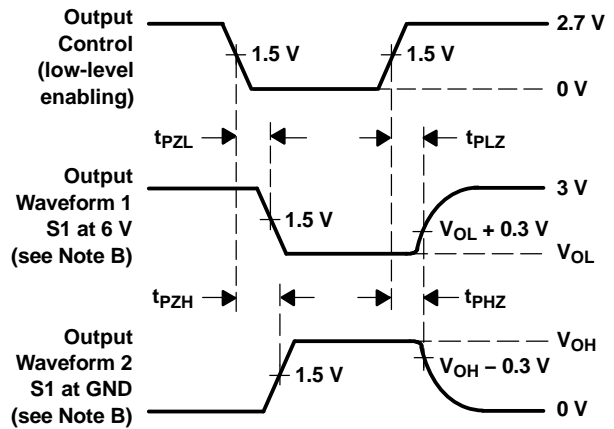 Output
Control
(low-level
enabling)
1.5 V
1.5 V
2.7 V
0 V
tPZL
tPLZ
Output
Waveform 1
S1 at 6 V
(see Note B)
1.5 V
3 V
VOL + 0.3 V
VOL
tPZH
tPHZ
Output
Waveform 2
S1 at GND
(see Note B)
1.5 V
VOH
VOH − 0.3 V
0 V